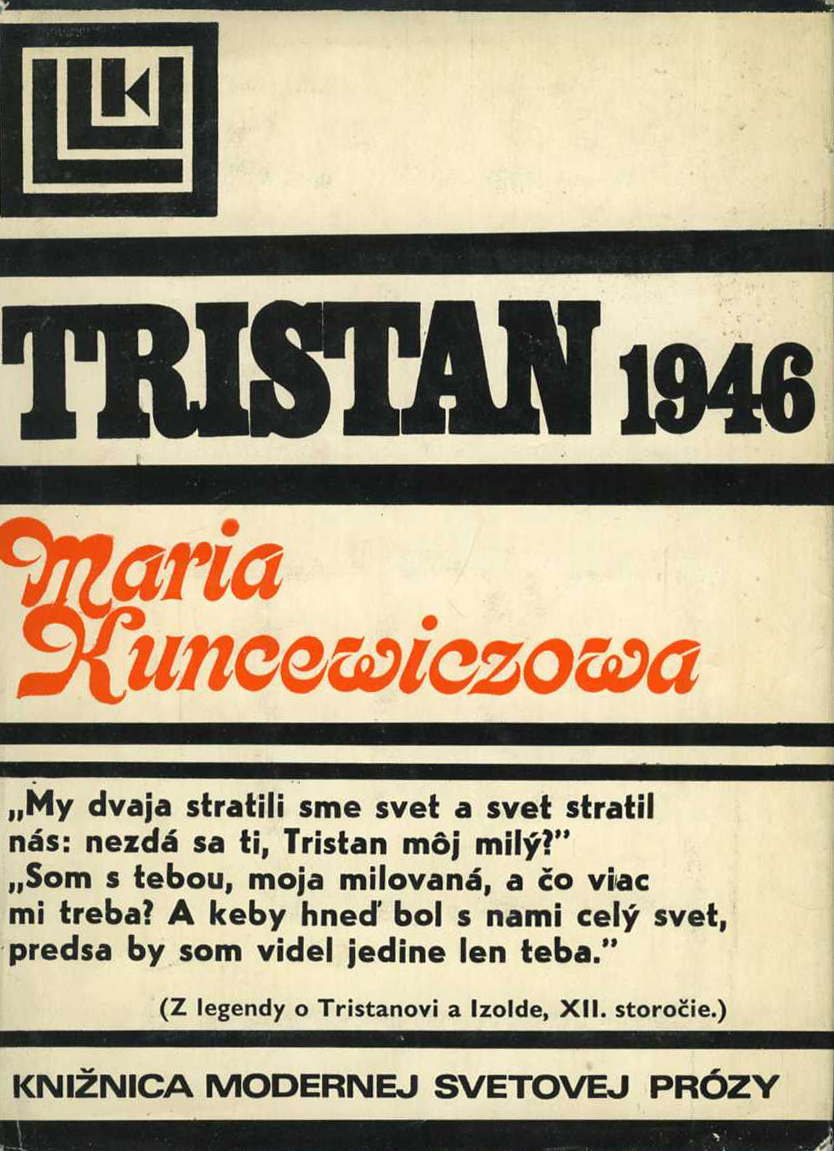 TRISTAN 1946
Maria
Kuncewiczowa
„My dvaja stratili sme svet a svet stratil
nás: nezdá sa ti, Tristan môj milý?”
„Som s tebou, moja milovaná, a čo viac
mi treba? A keby hneď bol s nami celý svet,
predsa by som videl jedine len teba.”
(Z legendy o Tristanovi a Izolde, XII. storočie.)
KNIŽNICA MODERNEJ SVETOVEJ PRÓZY